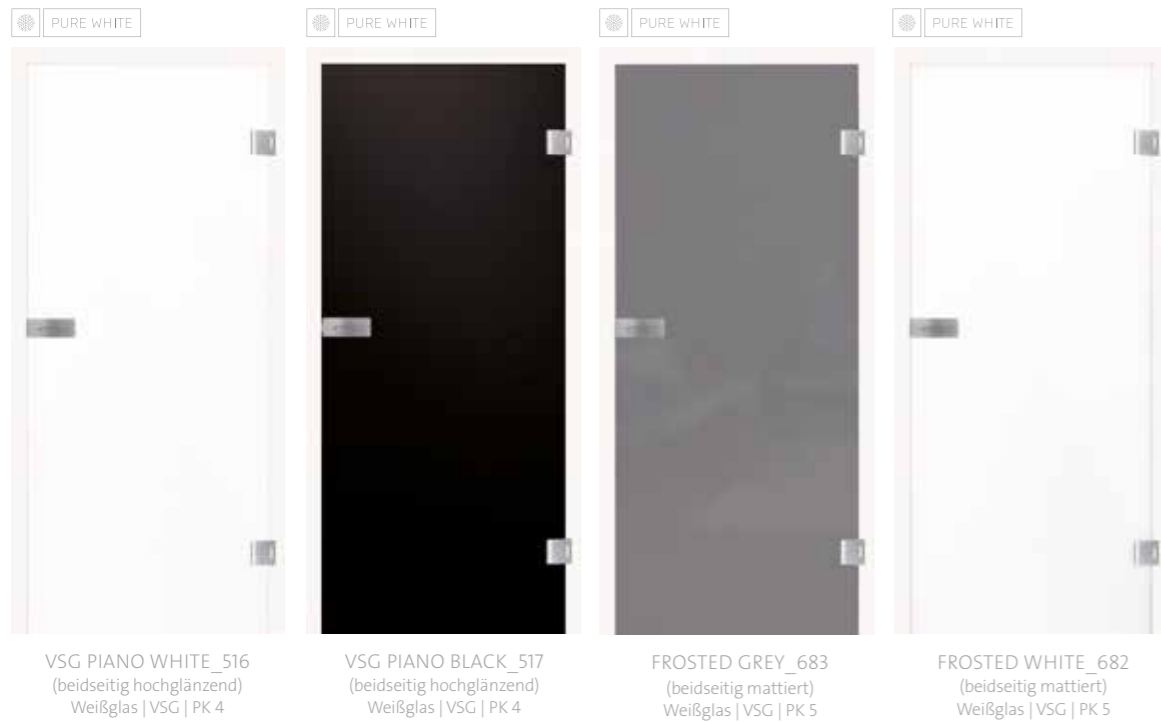 PURE WHITE
PURE WHITE
PURE WHITE
PURE WHITE
VSG PIANO WHITE_516
(beidseitig hochglänzend)
Weißglas | VSG | PK 4
VSG PIANO BLACK_517
(beidseitig hochglänzend)
Weißglas | VSG | PK 4
FROSTED GREY_683
(beidseitig mattiert)
Weißglas | VSG | PK 5
FROSTED WHITE_682
(beidseitig mattiert)
Weißglas | VSG | PK 5